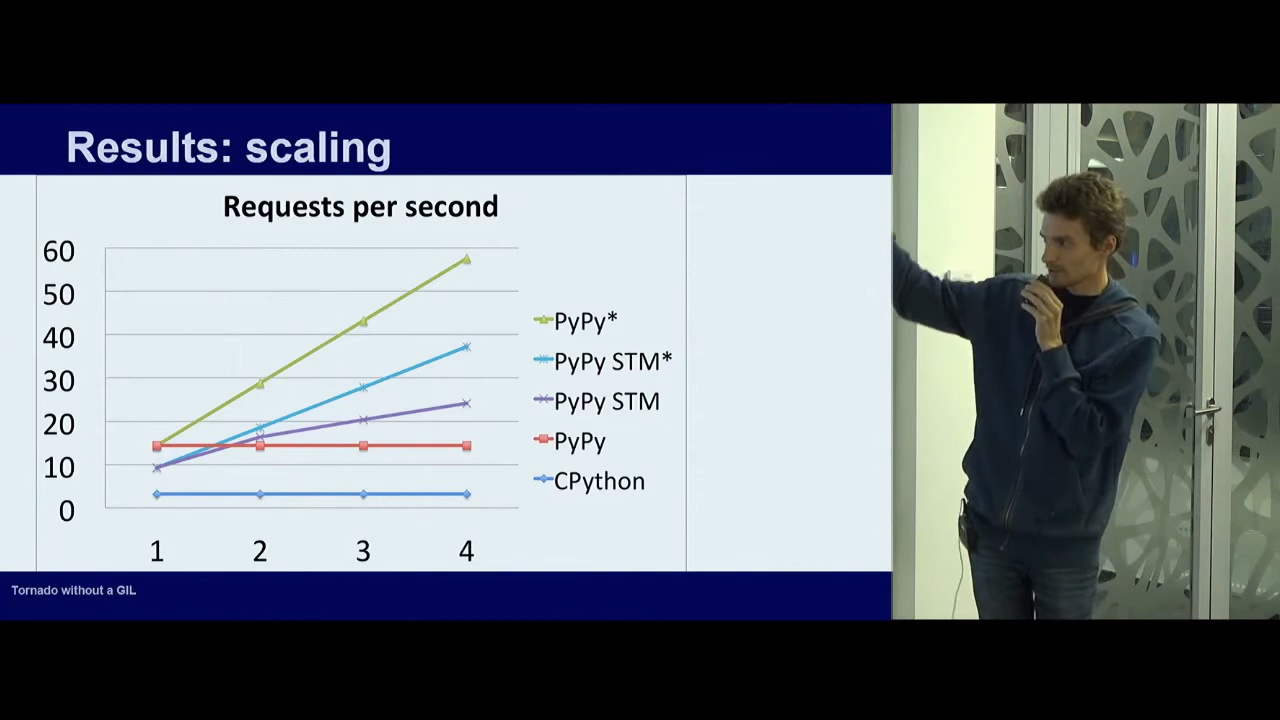 Results: scaling
Requests per second
60
50
40
30
20
10
0
1 2 3 4
PyPy*
PyPy STM*
PyPy STM
PyPy
CPython
Tornado without a GIL